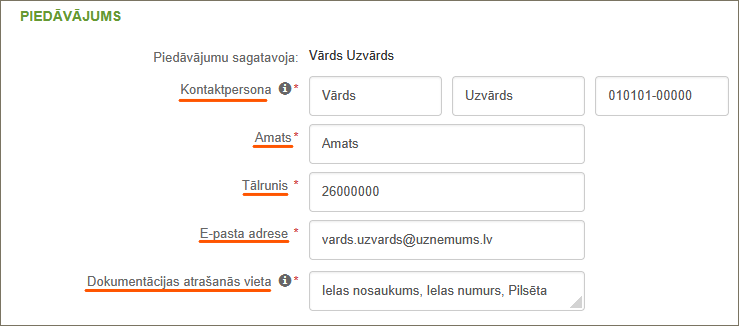 PIEDĀVĀJUMS
Piedāvājumu sagatavoja: Vārds Uzvārds
Kontaktpersona * Vārds Uzvārds 010101-00000
Amats * Amats
Tālrunis * 26000000
E-pasta adrese * vards.uzvards@uznemums.lv
Dokumentācijas atrašanās vieta * Ielas nosaukums, Ielas numurs, Pilsēta